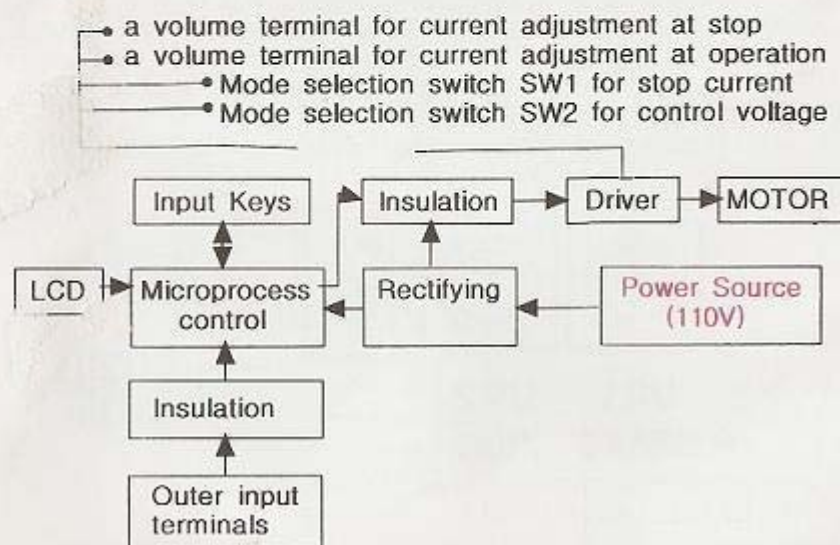 a volume terminal for current adjustment at stop
a volume terminal for current adjustment at operation
Mode selection switch SW1 for stop current
Mode selection switch SW2 for control voltage
Input Keys
Insulation
Driver
MOTOR
LCD
Microprocess
control
Rectifying
Power Source
(110V)
Insulation
Outer input
terminals